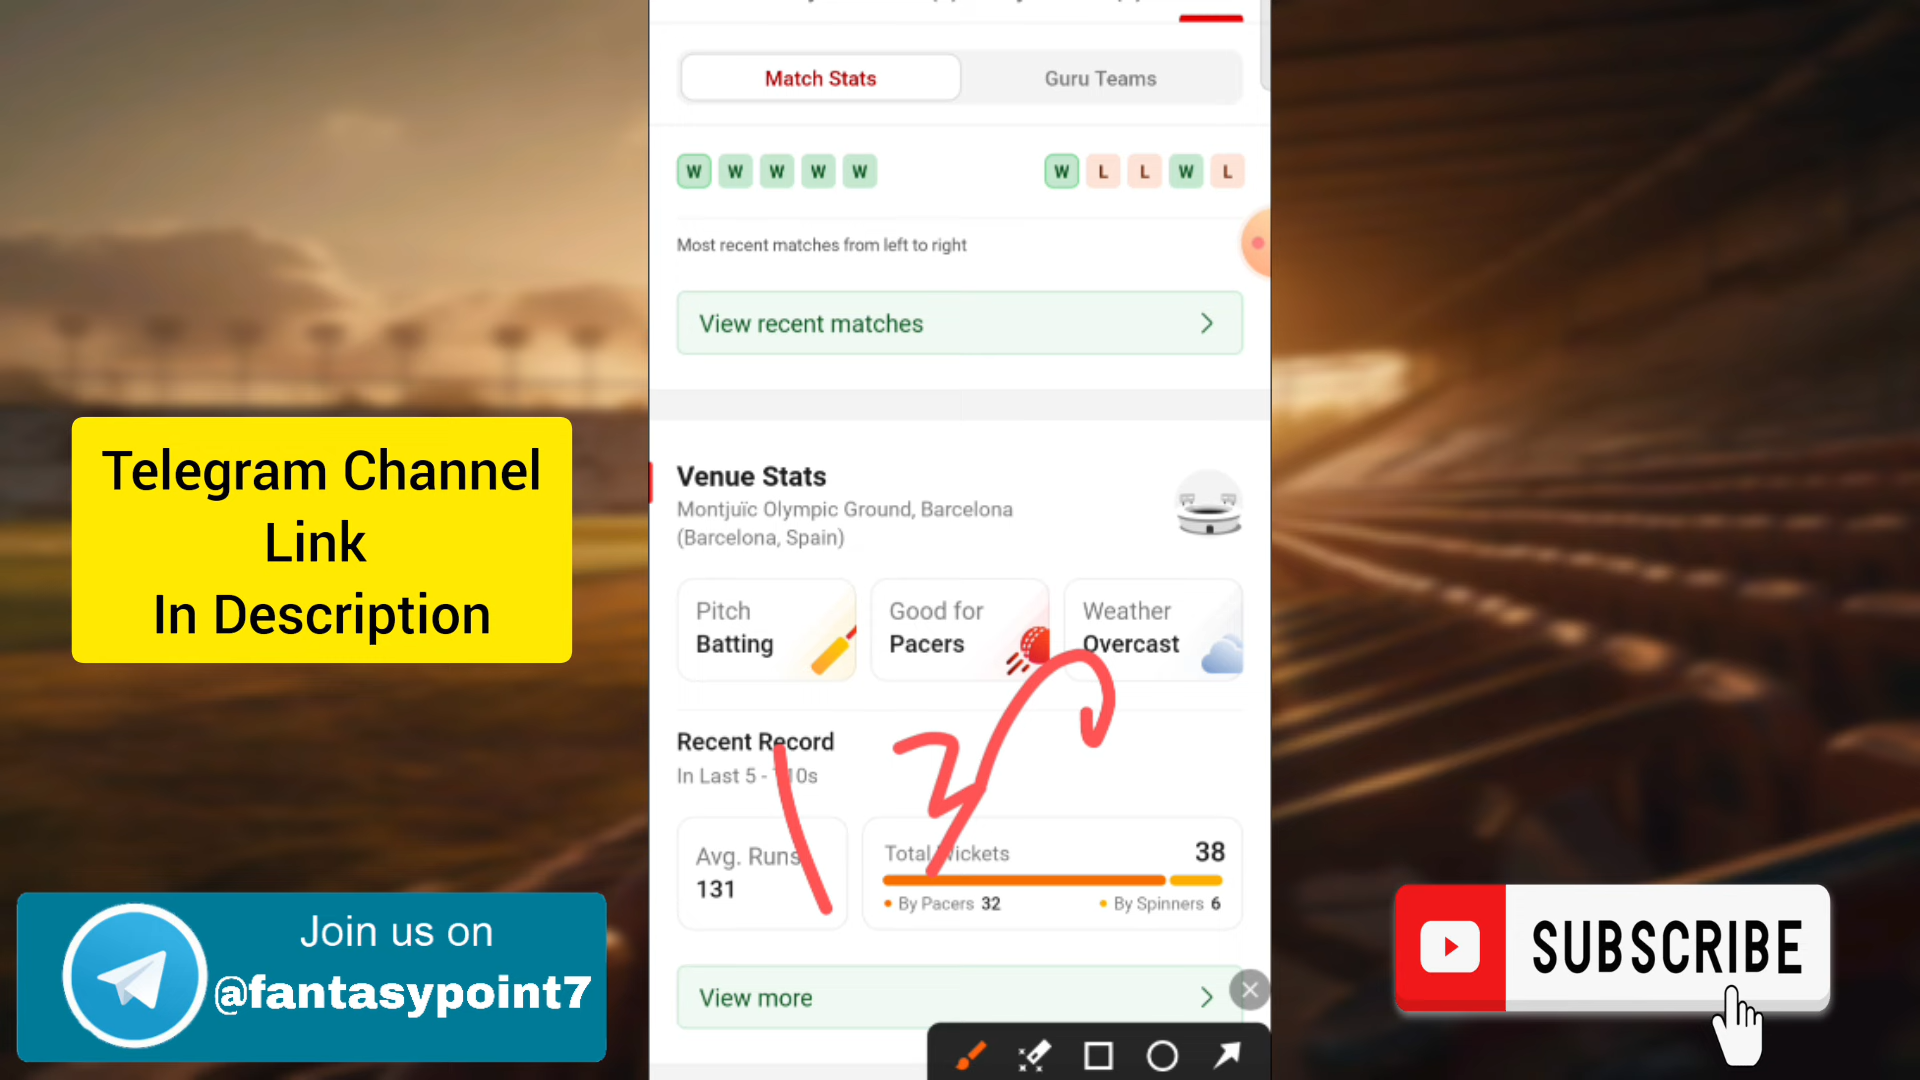 Match Stats
Guru Teams
W W W W W
W L L W L
Most recent matches from left to right
View recent matches
Telegram Channel
Link
In Description
Venue Stats
Montjuïc Olympic Ground, Barcelona
(Barcelona, Spain)
Pitch
Batting
Good for
Pacers
Weather
Overcast
Recent Record
In Last 5 - T10s
Avg. Runs
131
Total Wickets
38
By Pacers 32
By Spinners 6
View more
Join us on
@fantasypoint7
SUBSCRIBE